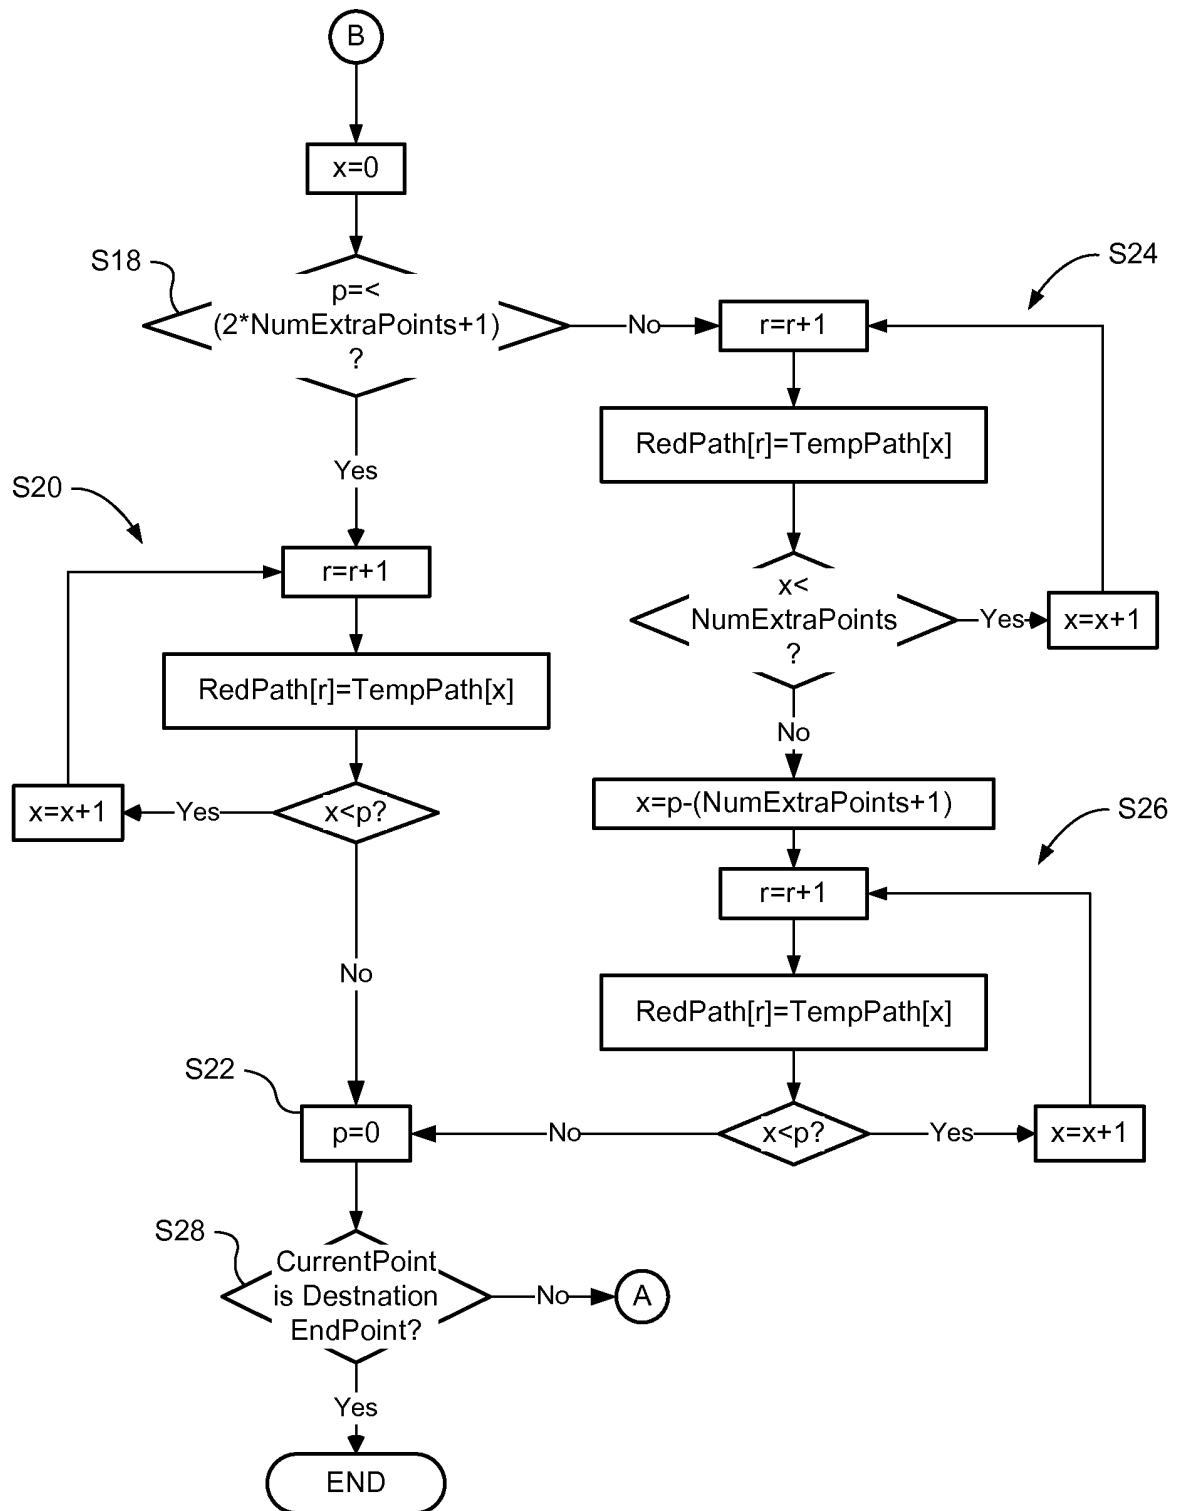 B
x=0
S18
p=<
(2*NumExtraPoints+1)
?
No
r=r+1
S24
RedPath[r]=TempPath[x]
Yes
S20
r=r+1
x<
NumExtraPoints
?
Yes
x=x+1
RedPath[r]=TempPath[x]
No
x=x+1
Yes
x<p?
x=p-(NumExtraPoints+1)
S26
r=r+1
No
RedPath[r]=TempPath[x]
S22
p=0
No
x<p?
Yes
x=x+1
S28
CurrentPoint
is Destnation
EndPoint?
No
A
Yes
END